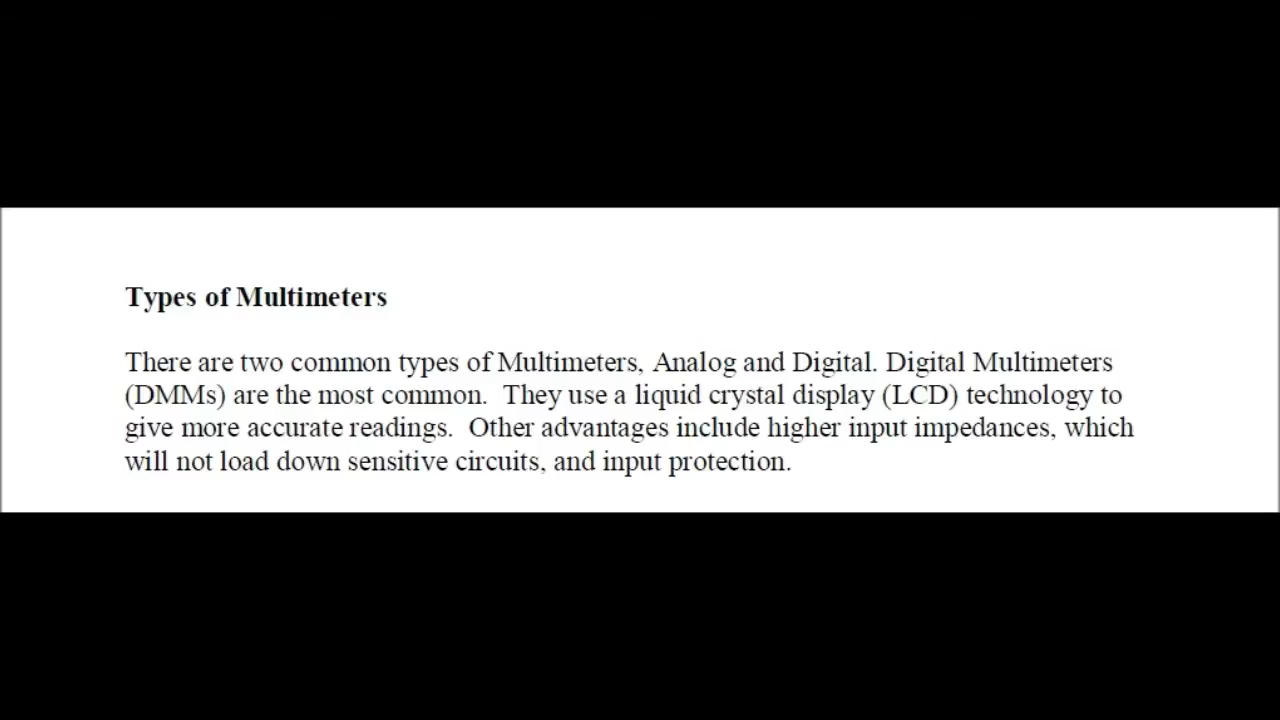 Types of Multimeters
There are two common types of Multimeters, Analog and Digital. Digital Multimeters
(DMMs) are the most common.  They use a liquid crystal display (LCD) technology to
give more accurate readings.  Other advantages include higher input impedances, which
will not load down sensitive circuits, and input protection.